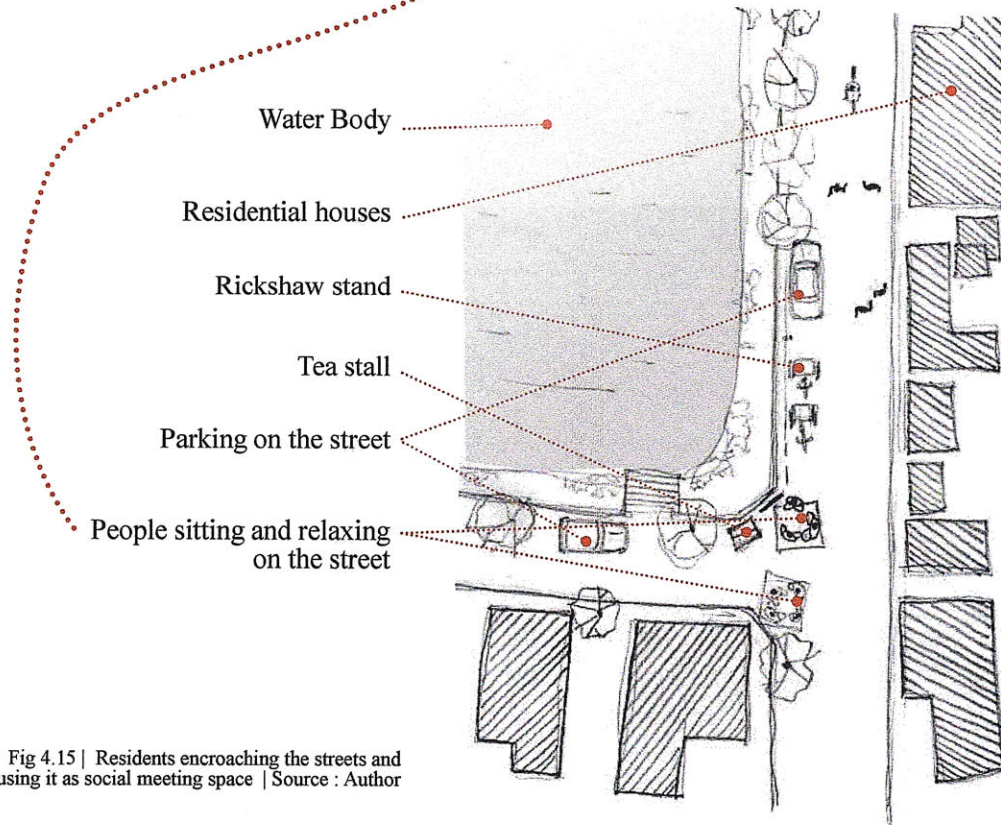 Water Body
Residential houses
Rickshaw stand
Tea stall
Parking on the street
People sitting and relaxing
on the street
Fig 4.15 | Residents encroaching the streets and
using it as social meeting space | Source : Author